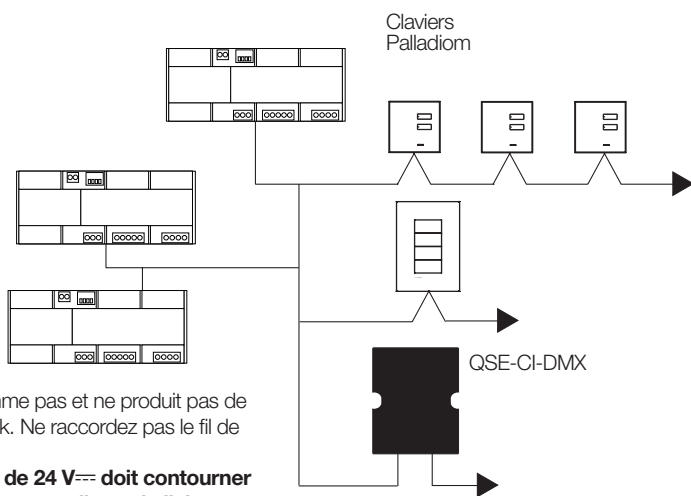 Claviers
Palladiom
QSE-CI-DMX
pas et ne produit pas de
Ne raccordez pas le fil de
de 24 V⎓ doit contourner